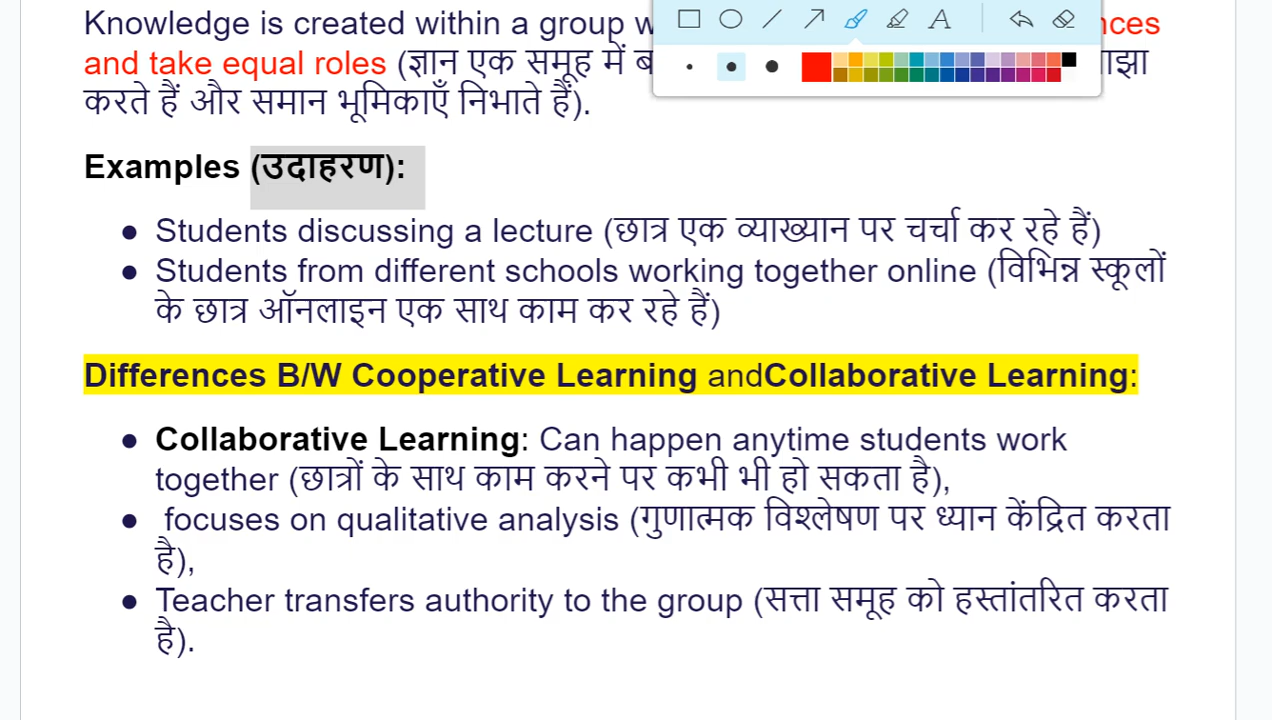 Knowledge is created within a group w nces
and take equal roles (ज्ञान एक समूह में ाझा
करते हैं और समान भूमिकाएँ निभाते हैं).
Examples (उदाहरण):
● Students discussing a lecture (छात्र एक व्याख्यान पर चर्चा कर रहे हैं)
● Students from different schools working together online (विभिन्न स्कूलों
के छात्र ऑनलाइन एक साथ काम कर रहे हैं)
Differences B/W Cooperative Learning andCollaborative Learning:
● Collaborative Learning: Can happen anytime students work
together (छात्रों के साथ काम करने पर कभी भी हो सकता है),
● focuses on qualitative analysis (गुणात्मक विश्लेषण पर ध्यान केंद्रित करता
है),
● Teacher transfers authority to the group (सत्ता समूह को हस्तांतरित करता
है).